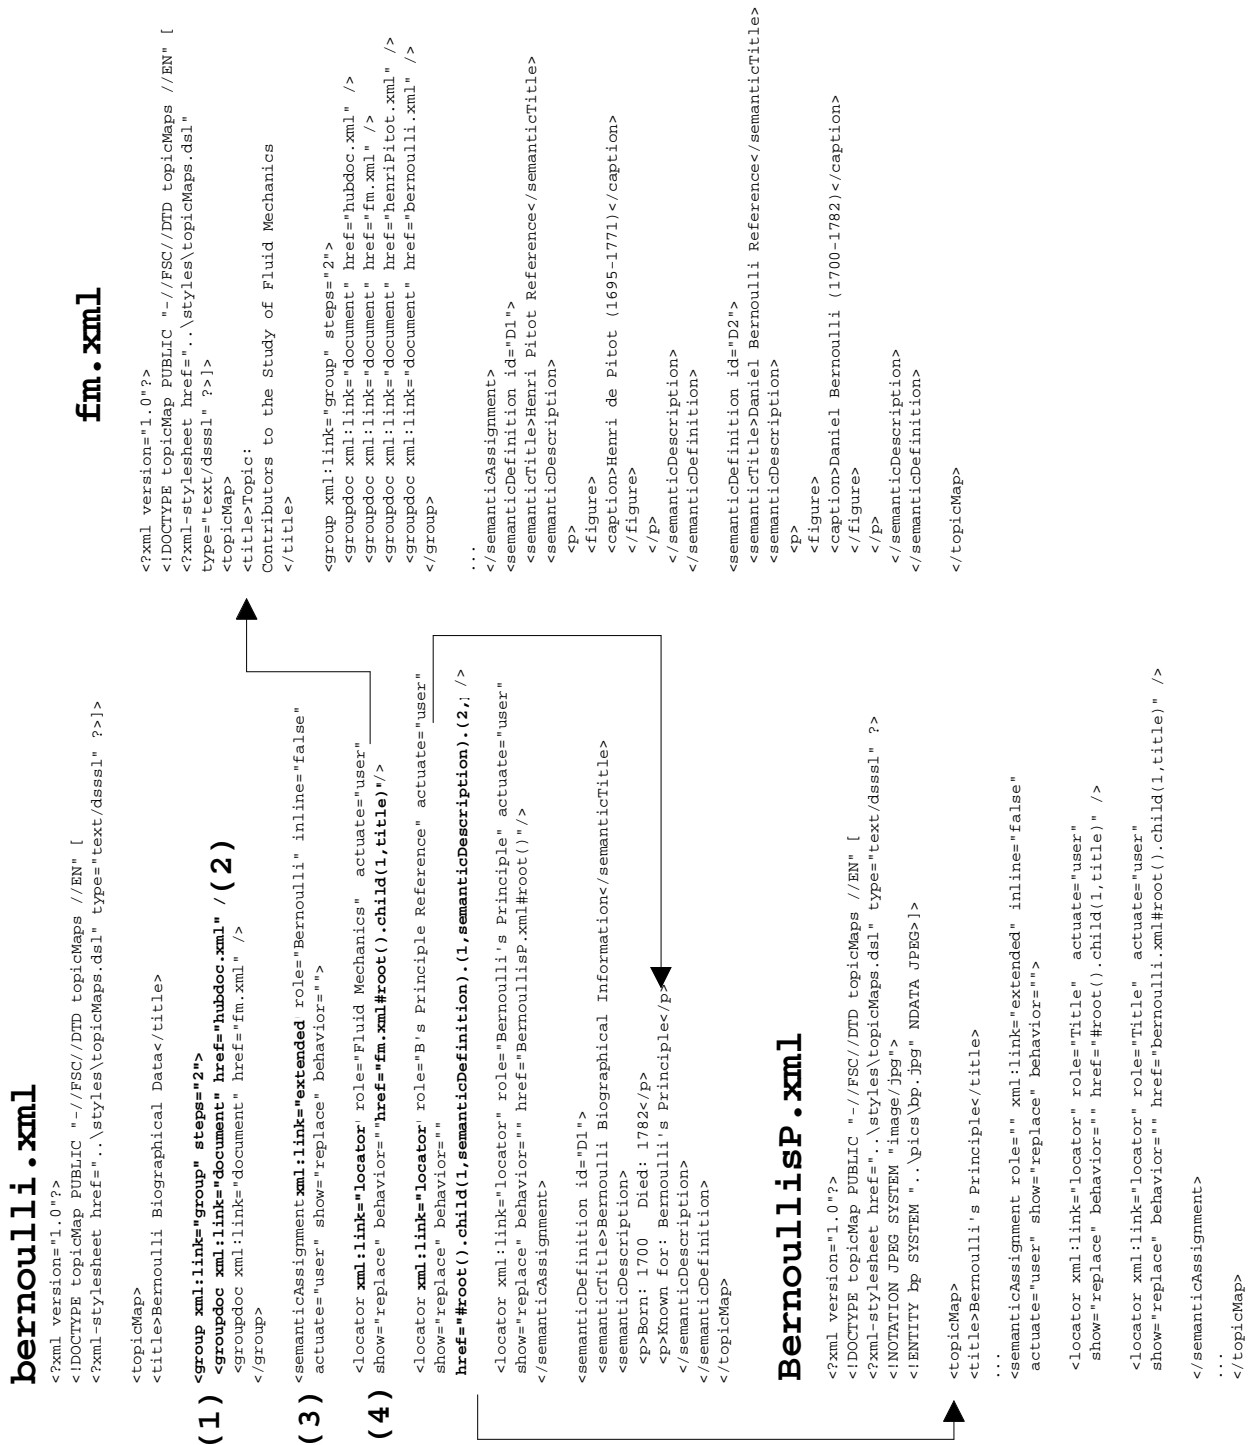 bernoulli.xml
<?xml version="1.0"?>
<!DOCTYPE topicMap PUBLIC "-//FSC//DTD topicMaps //EN" [
<?xml-stylesheet href="..\styles\topicMaps.dsl" type="text/dsssl" ?>]>
<topicMap>
<title>Bernoulli Biographical Data</title>
(1) <group xml:link="group" steps="2">
<groupdoc xml:link="document" href="hubdoc.xml" / (2)
<groupdoc xml:link="document" href="fm.xml" />
</group>
(3) <semanticAssignment xml:link="extended role="Bernoulli" inline="false"
actuate="user" show="replace" behavior="">
(4) <locator xml:link="locator' role="Fluid Mechanics" actuate="user"
show="replace" behavior=""href="fm.xml#root().child(1,title)"/>
<locator xml:link="locator' role="B's Principle Reference" actuate="user"
show="replace" behavior=""
href="#root().child(1,semanticDefinition).(1,semanticDescription).(2, />
<locator xml:link="locator" role="Bernoulli's Principle" actuate="user"
show="replace" behavior="" href="BernoullisP.xml#root()"/>
</semanticAssignment>
<semanticDefinition id="D1">
<semanticTitle>Bernoulli Biographical Information</semanticTitle>
<semanticDescription>
<p>Born: 1700 Died: 1782</p>
<p>Known for: Bernoulli's Principle</p>
</semanticDescription>
</semanticDefinition>
</topicMap>
BernoullisP.xml
<?xml version="1.0"?>
<!DOCTYPE topicMap PUBLIC "-//FSC//DTD topicMaps //EN" [
<?xml-stylesheet href="..\styles\topicMaps.dsl" type="text/dsssl" ?>
<!NOTATION JPEG SYSTEM "image/jpg">
<!ENTITY bp SYSTEM "..\pics\bp.jpg" NDATA JPEG>]>
<topicMap>
<title>Bernoulli's Principle</title>
...
<semanticAssignment role="" xml:link="extended" inline="false"
actuate="user" show="replace" behavior="">
<locator xml:link="locator" role="Title" actuate="user"
show="replace" behavior="" href="#root().child(1,title)" />
<locator xml:link="locator" role="Title" actuate="user"
show="replace" behavior="" href="bernoulli.xml#root().child(1,title)" />
</semanticAssignment>
...
</topicMap>
fm.xml
<?xml version="1.0"?>
<!DOCTYPE topicMap PUBLIC "-//FSC//DTD topicMaps //EN" [
<?xml-stylesheet href="..\styles\topicMaps.dsl"
type="text/dsssl" ?>]>
<topicMap>
<title>Topic:
Contributors to the Study of Fluid Mechanics
</title>
<group xml:link="group" steps="2">
<groupdoc xml:link="document" href="hubdoc.xml" />
<groupdoc xml:link="document" href="fm.xml" />
<groupdoc xml:link="document" href="henriPitot.xml" />
<groupdoc xml:link="document" href="bernoulli.xml" />
</group>
...
</semanticAssignment>
<semanticDefinition id="D1">
<semanticTitle>Henri Pitot Reference</semanticTitle>
<semanticDescription>
<p>
<figure>
<caption>Henri de Pitot (1695-1771)</caption>
</figure>
</p>
</semanticDescription>
</semanticDefinition>
<semanticDefinition id="D2">
<semanticTitle>Daniel Bernoulli Reference</semanticTitle>
<semanticDescription>
<p>
<figure>
<caption>Daniel Bernoulli (1700-1782)</caption>
</figure>
</p>
</semanticDescription>
</semanticDefinition>
</topicMap>